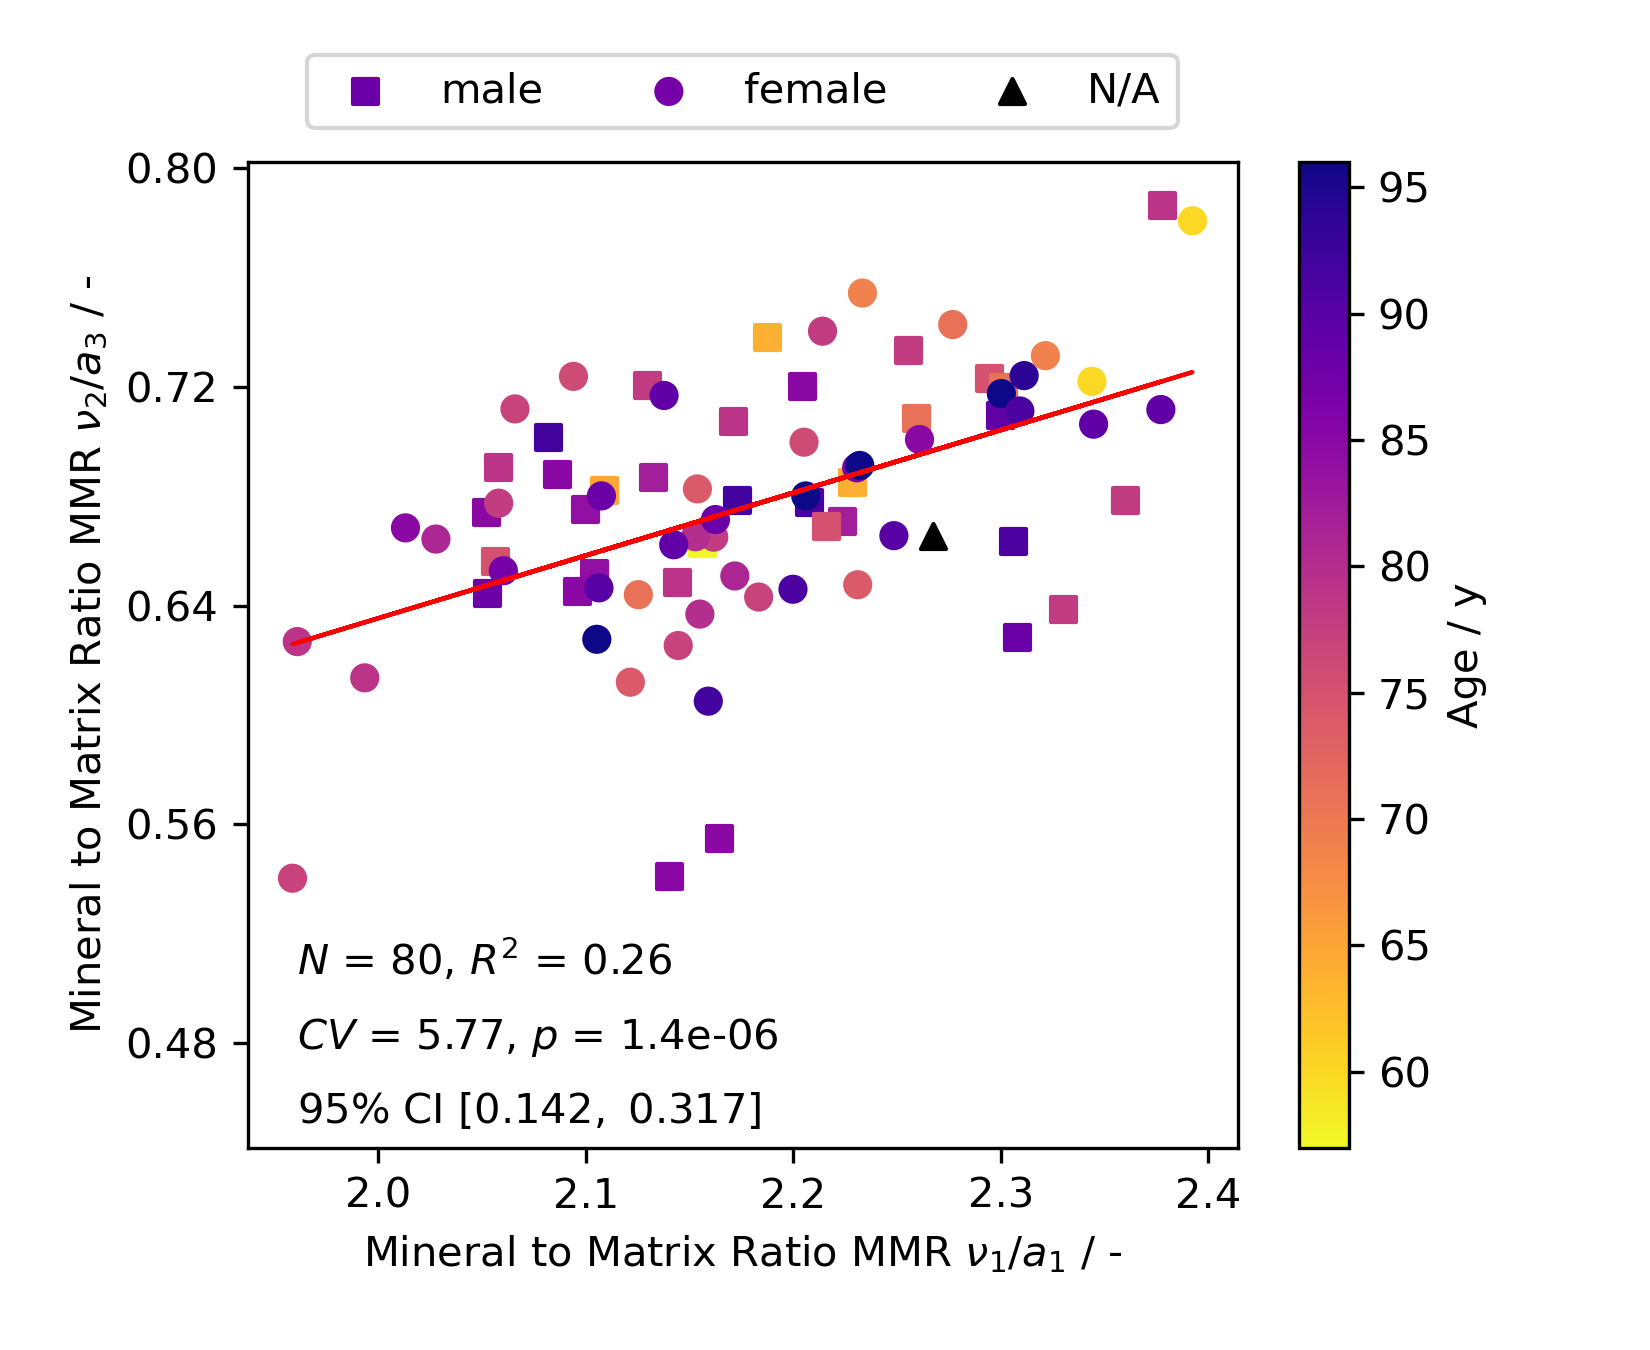 male female N/A
0.80
0.72
0.64
0.56
0.48
Mineral to Matrix Ratio MMR ν₂/a₃ / -
N = 80, R² = 0.26
CV = 5.77, p = 1.4e-06
95% CI [0.142, 0.317]
2.0 2.1 2.2 2.3 2.4
Mineral to Matrix Ratio MMR ν₁/a₁ / -
95
90
85
80
75
70
65
60
Age / y